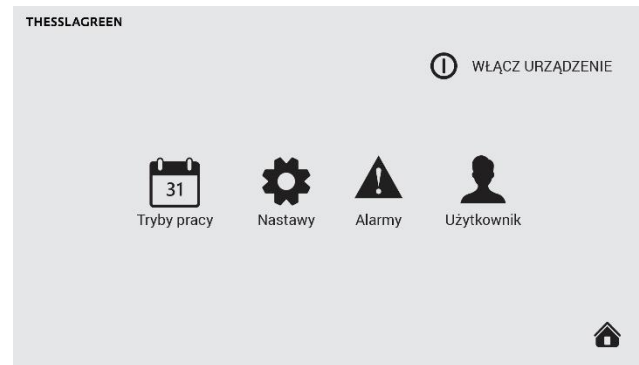 THESSLAGREEN
WŁĄCZ URZĄDZENIE
31
Tryby pracy
Nastawy
Alarmy
Użytkownik